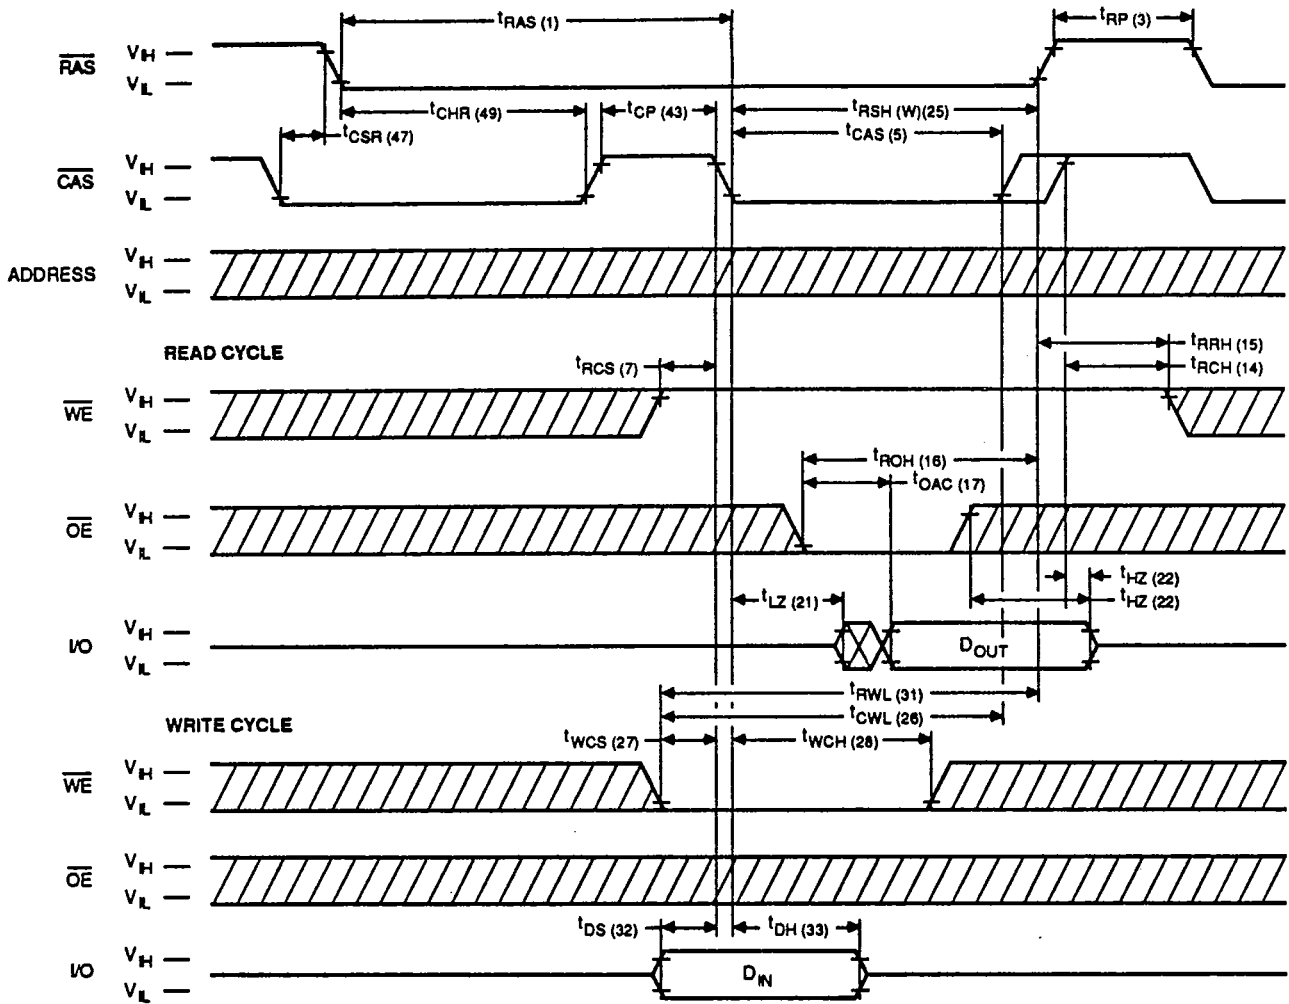 tRAS (1)
tRP (3)
RAS
VIH
VIL
tCHR (49)
tCP (43)
tRSH (W)(25)
tCSR (47)
tCAS (5)
CAS
VIH
VIL
ADDRESS
VIH
VIL
READ CYCLE
tRRH (15)
tRCS (7)
tRCH (14)
WE
VIH
VIL
tROH (16)
tOAC (17)
OE
VIH
VIL
tHZ (22)
tLZ (21)
tHZ (22)
I/O
VIH
VIL
DOUT
tRWL (31)
WRITE CYCLE
tCWL (26)
tWCS (27)
tWCH (28)
WE
VIH
VIL
OE
VIH
VIL
tDS (32)
tDH (33)
I/O
VIH
VIL
DIN